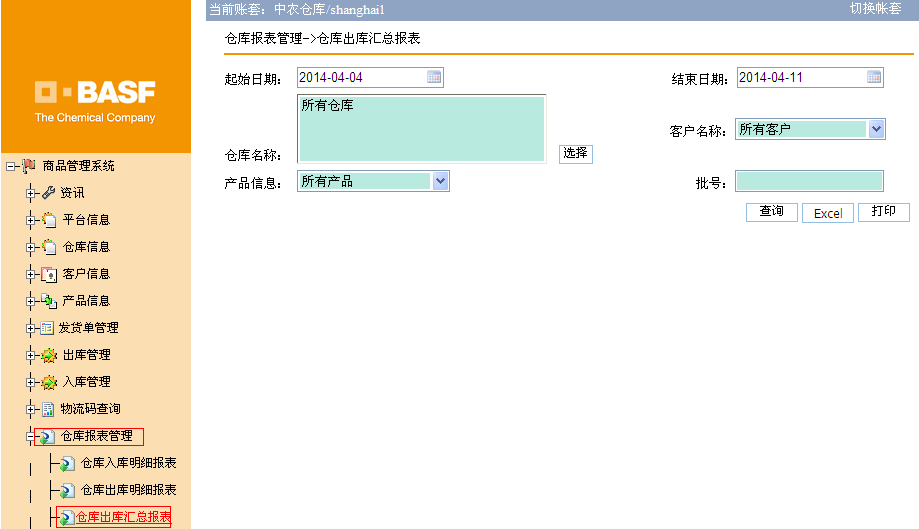 当前账套：中农仓库/shanghai1
切换帐套
仓库报表管理->仓库出库汇总报表
起始日期：
2014-04-04
结束日期：
2014-04-11
仓库名称：
所有仓库
选择
客户名称：
所有客户
产品信息：
所有产品
批号：
查询
Excel
打印
BASF
The Chemical Company
商品管理系统
资讯
平台信息
仓库信息
客户信息
产品信息
发货单管理
出库管理
入库管理
物流码查询
仓库报表管理
仓库入库明细报表
仓库出库明细报表
仓库出库汇总报表